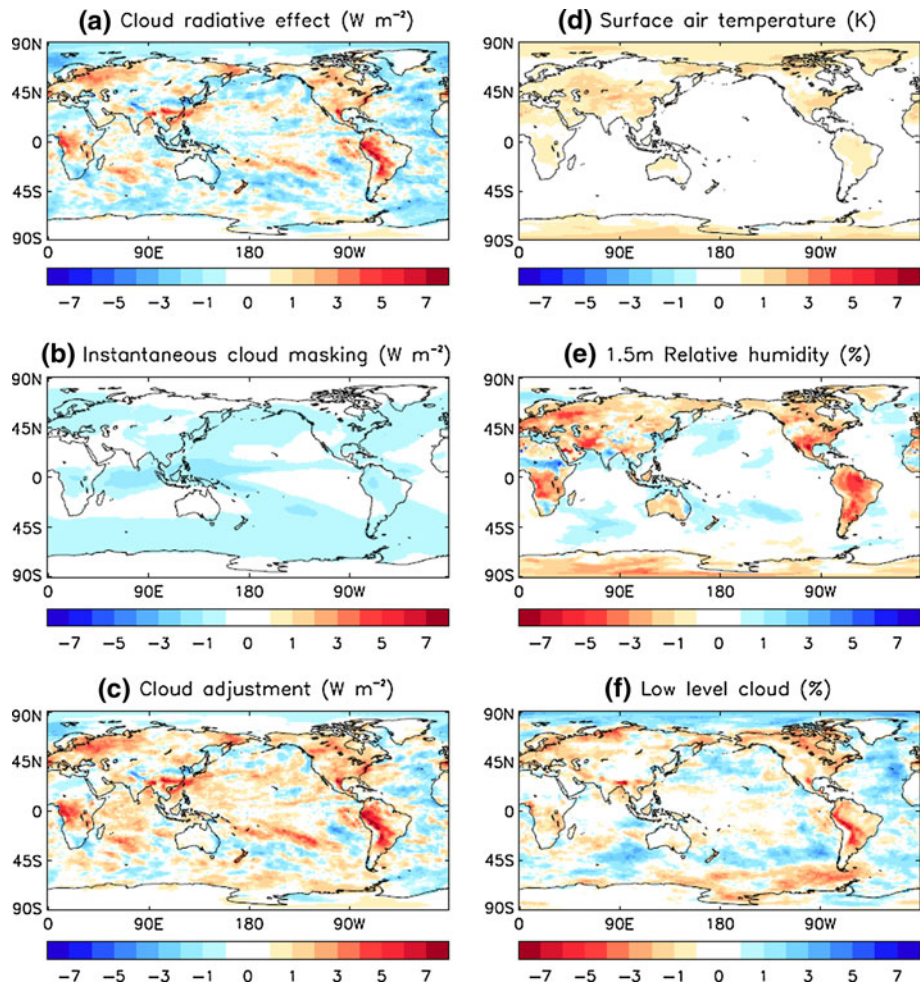 (a) Cloud radiative effect (W m⁻²)
90N
45N
0
45S
90S
0 90E 180 90W
-7 -5 -3 -1 0 1 3 5 7
(b) Instantaneous cloud masking (W m⁻²)
90N
45N
0
45S
90S
0 90E 180 90W
-7 -5 -3 -1 0 1 3 5 7
(c) Cloud adjustment (W m⁻²)
90N
45N
0
45S
90S
0 90E 180 90W
-7 -5 -3 -1 0 1 3 5 7
(d) Surface air temperature (K)
90N
45N
0
45S
90S
0 90E 180 90W
-7 -5 -3 -1 0 1 3 5 7
(e) 1.5m Relative humidity (%)
90N
45N
0
45S
90S
0 90E 180 90W
-7 -5 -3 -1 0 1 3 5 7
(f) Low level cloud (%)
90N
45N
0
45S
90S
0 90E 180 90W
-7 -5 -3 -1 0 1 3 5 7